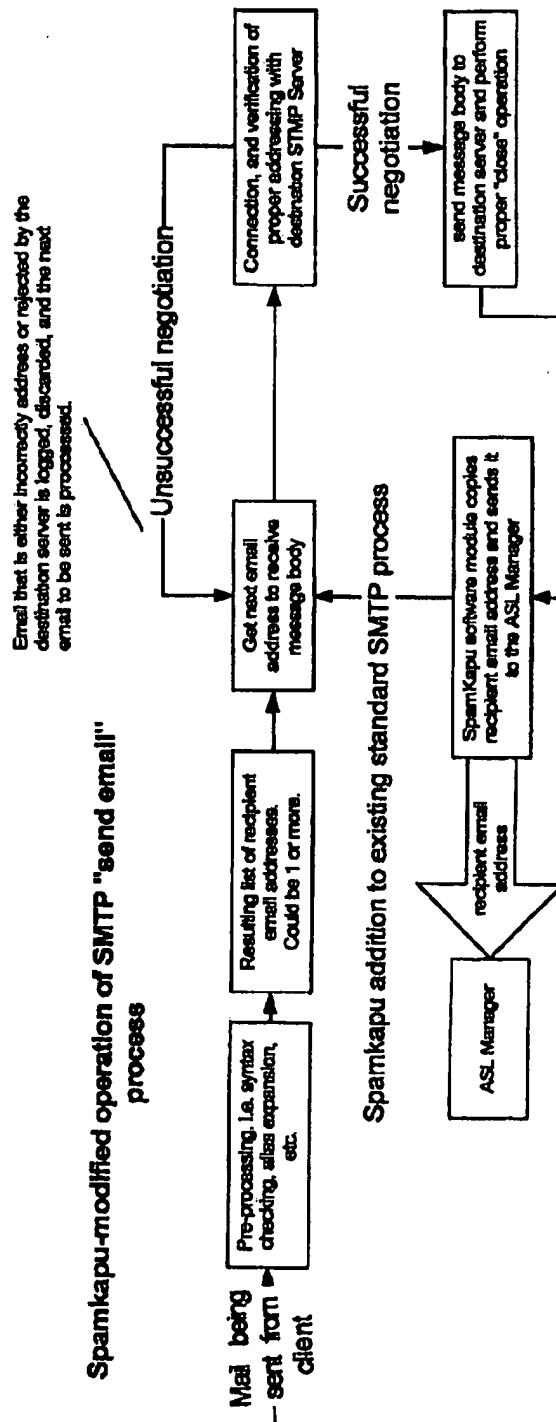 Spamkapu-modified operation of SMTP "send email"
process
Email that is either incorrectly address or rejected by the
destination server is logged, discarded, and the next
email to be sent is processed.
Unsuccessful negotiation
Mail being
sent from
client
Pre-processing. i.e. syntax
checking, alias expansion,
etc.
Resulting list of recipient
email addresses.
Could be 1 or more.
Get next email
address to receive
message body
Connection, and verification of
proper addressing with
destination STMP Server
Successful
negotiation
send message body to
destination server and perform
proper "close" operation
Spamkapu addition to existing standard SMTP process
SpamKapu software module copies
recipient email address and sends it
to the ASL Manager
recipient email
address
ASL Manager